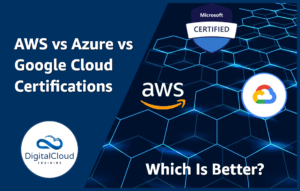 Microsoft
CERTIFIED
AWS vs Azure vs
Google Cloud
Certifications
aws
DigitalCloud
TRAINING
Which Is Better?